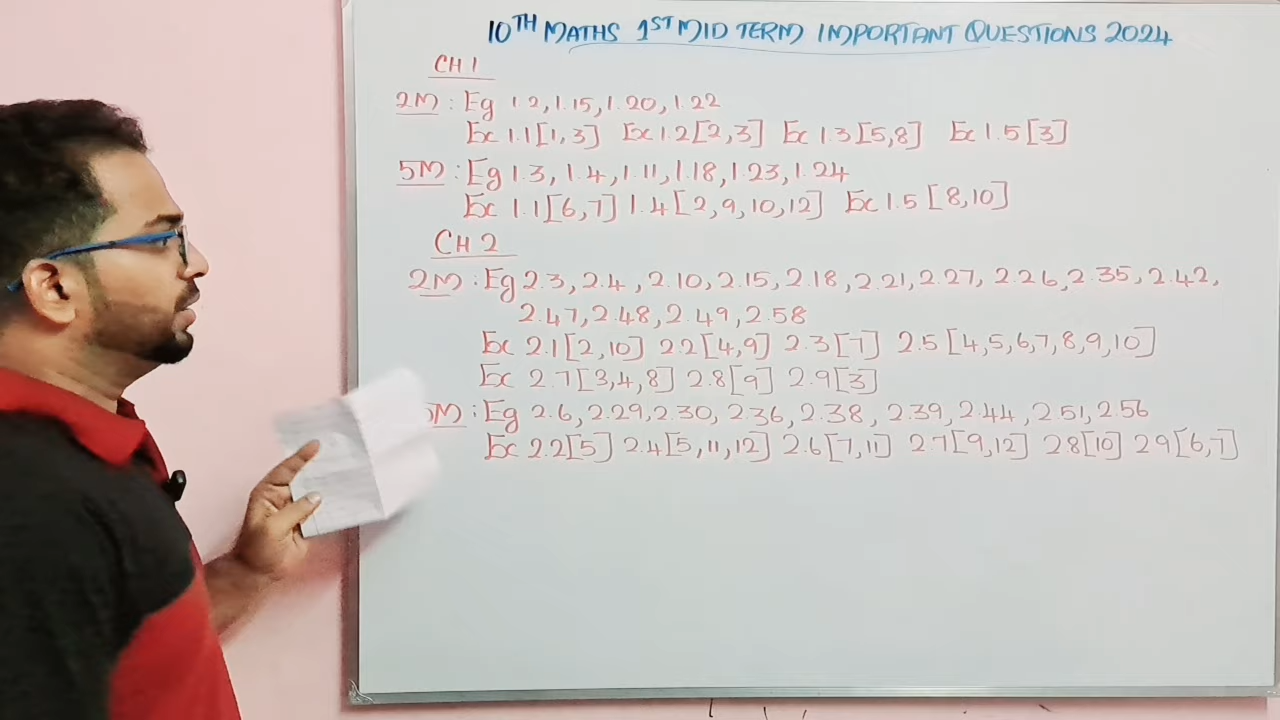 10TH MATHS 1ST MID TERM IMPORTANT QUESTIONS 2024
CH 1
2M : Eg 1.2, 1.15, 1.20, 1.22
Ex 1.1 [1, 3] Ex 1.2 [2, 3] Ex 1.3 [5, 8] Ex 1.5 [3]
5M : Eg 1.3, 1.4, 1.11, 1.18, 1.23, 1.24
Ex 1.1 [6, 7] 1.4 [2, 9, 10, 12] Ex 1.5 [8, 10]
CH 2
2M : Eg 2.3, 2.4, 2.10, 2.15, 2.18, 2.21, 2.27, 2.26, 2.35, 2.42,
2.47, 2.48, 2.49, 2.58
Ex 2.1 [2, 10] 2.2 [4, 9] 2.3 [7] 2.5 [4, 5, 6, 7, 8, 9, 10]
Ex 2.7 [3, 4, 8] 2.8 [9] 2.9 [3]
M : Eg 2.6, 2.29, 2.30, 2.36, 2.38, 2.39, 2.44, 2.51, 2.56
Ex 2.2 [5] 2.4 [5, 11, 12] 2.6 [7, 11] 2.7 [9, 12] 2.8 [10] 2.9 [6, 7]